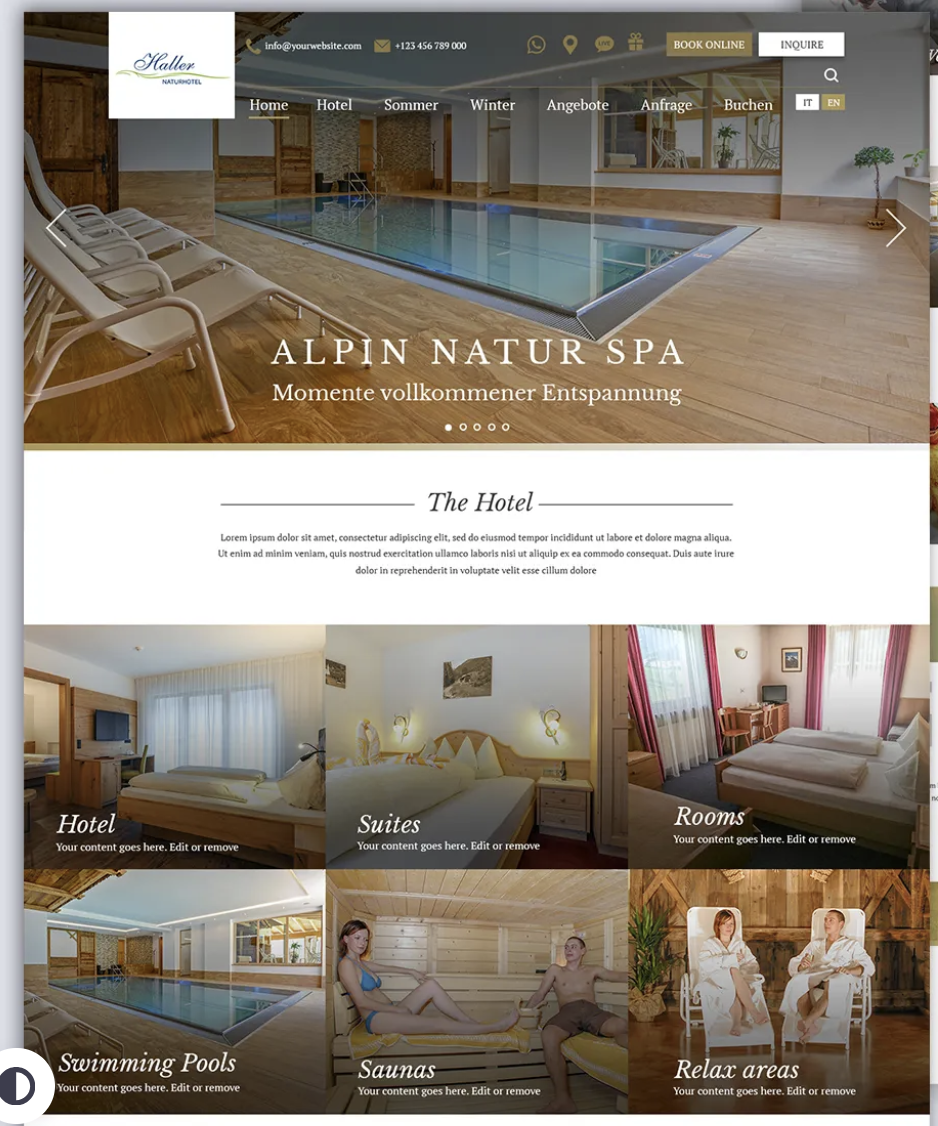 Haller
NATURHOTEL
info@yourwebsite.com
+123 456 789 000
LIVE
BOOK ONLINE
INQUIRE
Home
Hotel
Sommer
Winter
Angebote
Anfrage
Buchen
IT
EN
ALPIN NATUR SPA
Momente vollkommener Entspannung
The Hotel
Lorem ipsum dolor sit amet, consectetur adipiscing elit, sed do eiusmod tempor incididunt ut labore et dolore magna aliqua.
Ut enim ad minim veniam, quis nostrud exercitation ullamco laboris nisi ut aliquip ex ea commodo consequat. Duis aute irure
dolor in reprehenderit in voluptate velit esse cillum dolore
Hotel
Your content goes here. Edit or remove
Suites
Your content goes here. Edit or remove
Rooms
Your content goes here. Edit or remove
Swimming Pools
Your content goes here. Edit or remove
Saunas
Your content goes here. Edit or remove
Relax areas
Your content goes here. Edit or remove